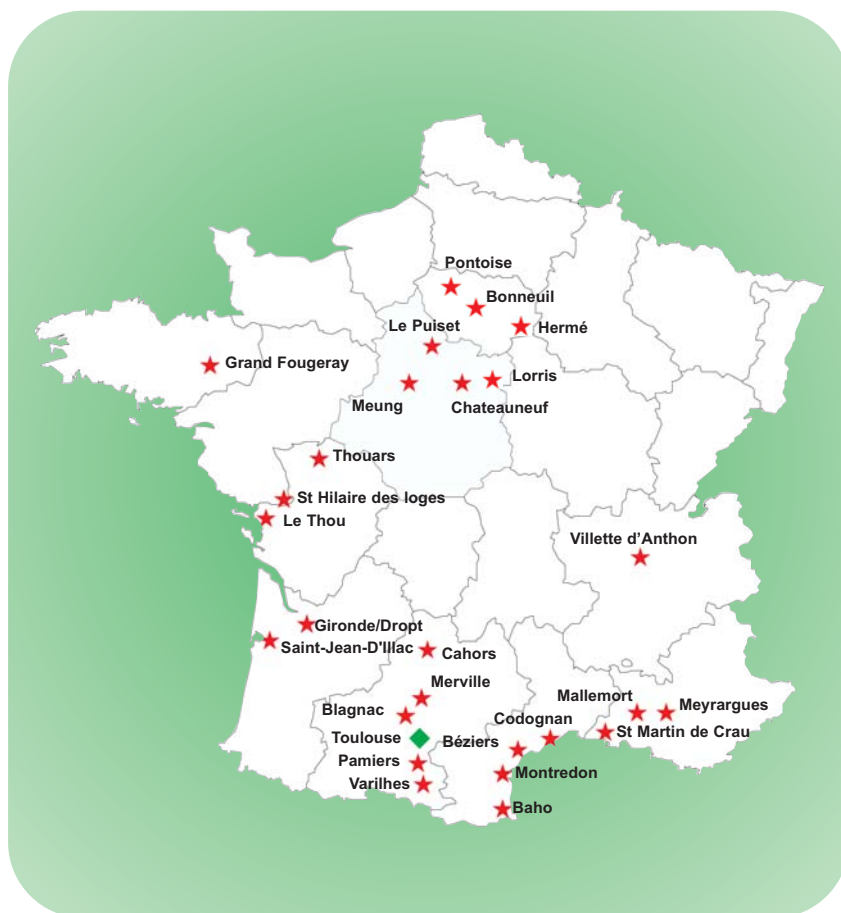 Pontoise
Bonneuil
Le Puiset
Hermé
Grand Fougeray
Lorris
Meung
Chateauneuf
Thouars
St Hilaire des loges
Le Thou
Villette d’Anthon
Gironde/Dropt
Saint-Jean-D'Illac
Cahors
Merville
Mallemort
Meyrargues
Blagnac
Codognan
St Martin de Crau
Toulouse
Béziers
Pamiers
Montredon
Varilhes
Baho